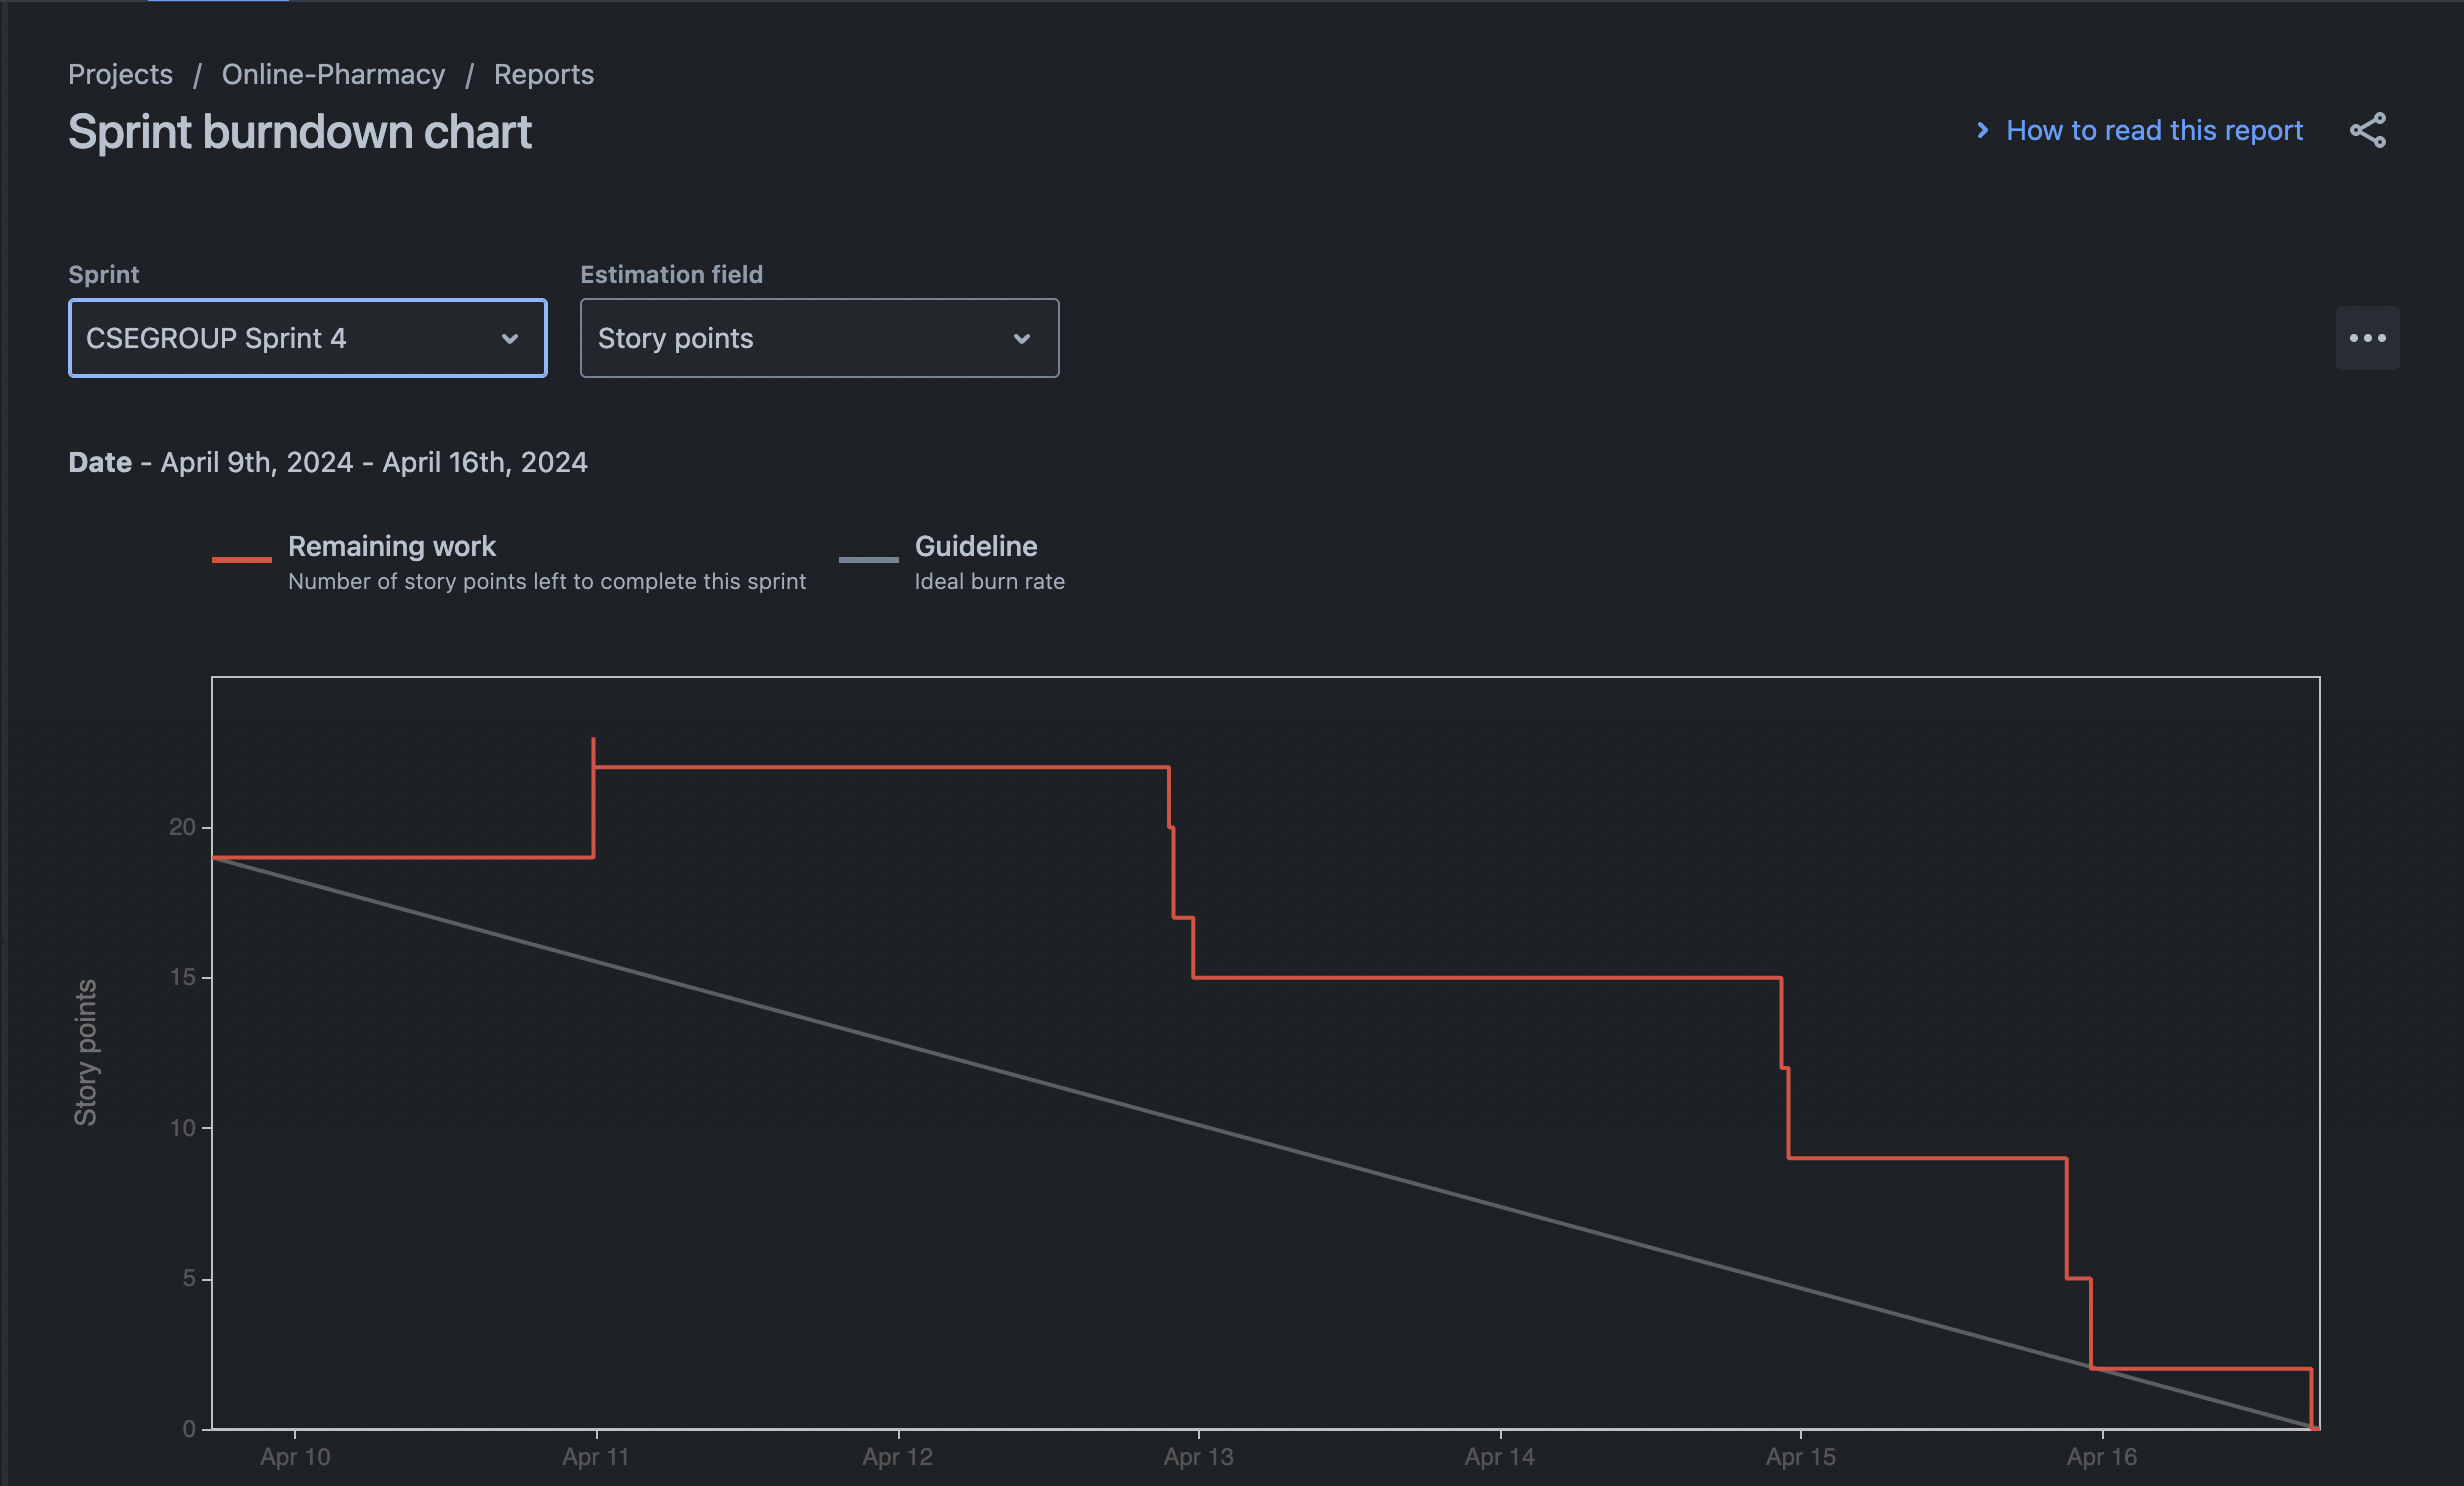 Projects / Online-Pharmacy / Reports
Sprint burndown chart
How to read this report
Sprint
Estimation field
CSEGROUP Sprint 4
Story points
Date - April 9th, 2024 - April 16th, 2024
Remaining work
Number of story points left to complete this sprint
Guideline
Ideal burn rate
Story points
20
15
10
5
0
Apr 10
Apr 11
Apr 12
Apr 13
Apr 14
Apr 15
Apr 16